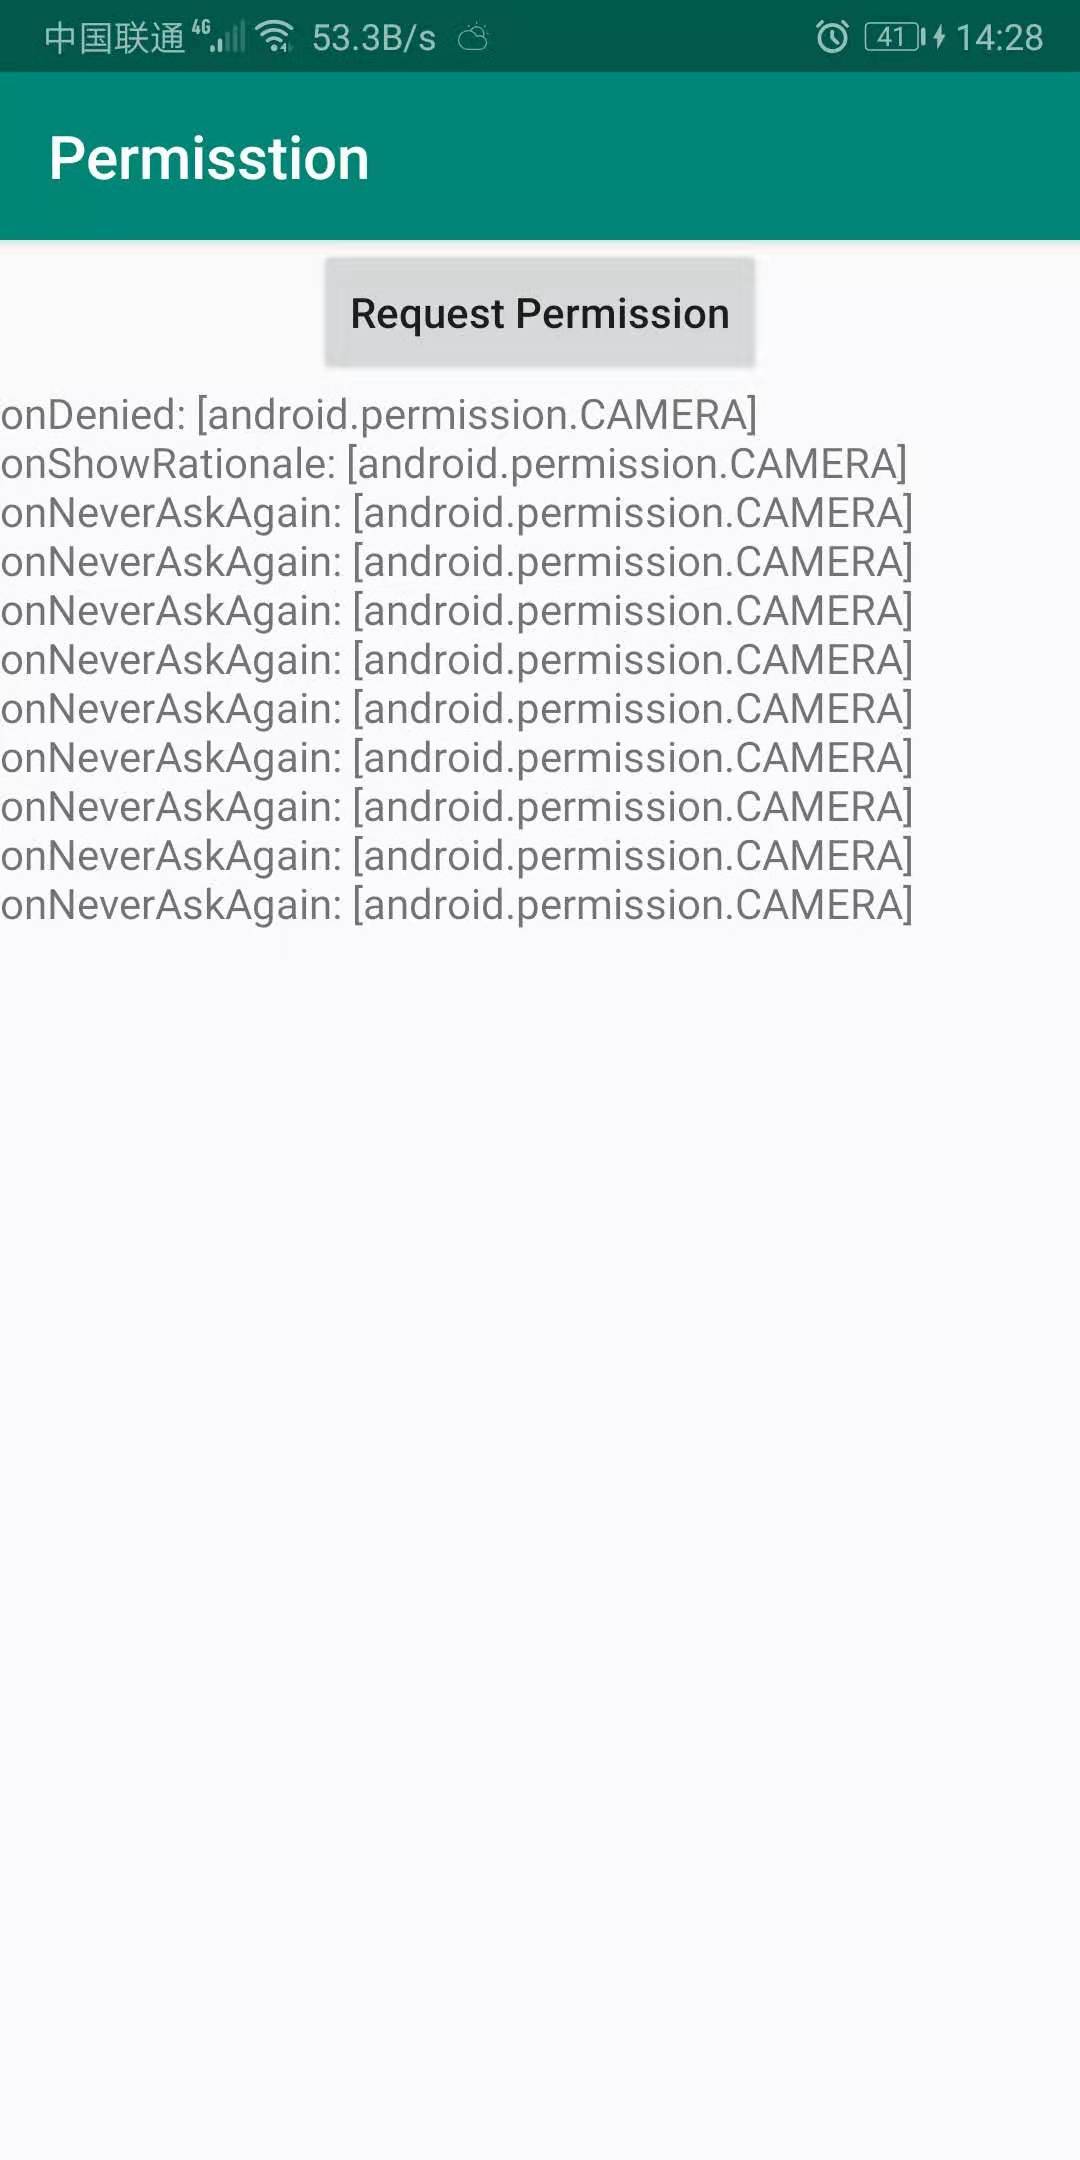 中国联通 4G 4 53.3B/s 41 14:28
Permisstion
Request Permission
onDenied: [android.permission.CAMERA]
onShowRationale: [android.permission.CAMERA]
onNeverAskAgain: [android.permission.CAMERA]
onNeverAskAgain: [android.permission.CAMERA]
onNeverAskAgain: [android.permission.CAMERA]
onNeverAskAgain: [android.permission.CAMERA]
onNeverAskAgain: [android.permission.CAMERA]
onNeverAskAgain: [android.permission.CAMERA]
onNeverAskAgain: [android.permission.CAMERA]
onNeverAskAgain: [android.permission.CAMERA]
onNeverAskAgain: [android.permission.CAMERA]